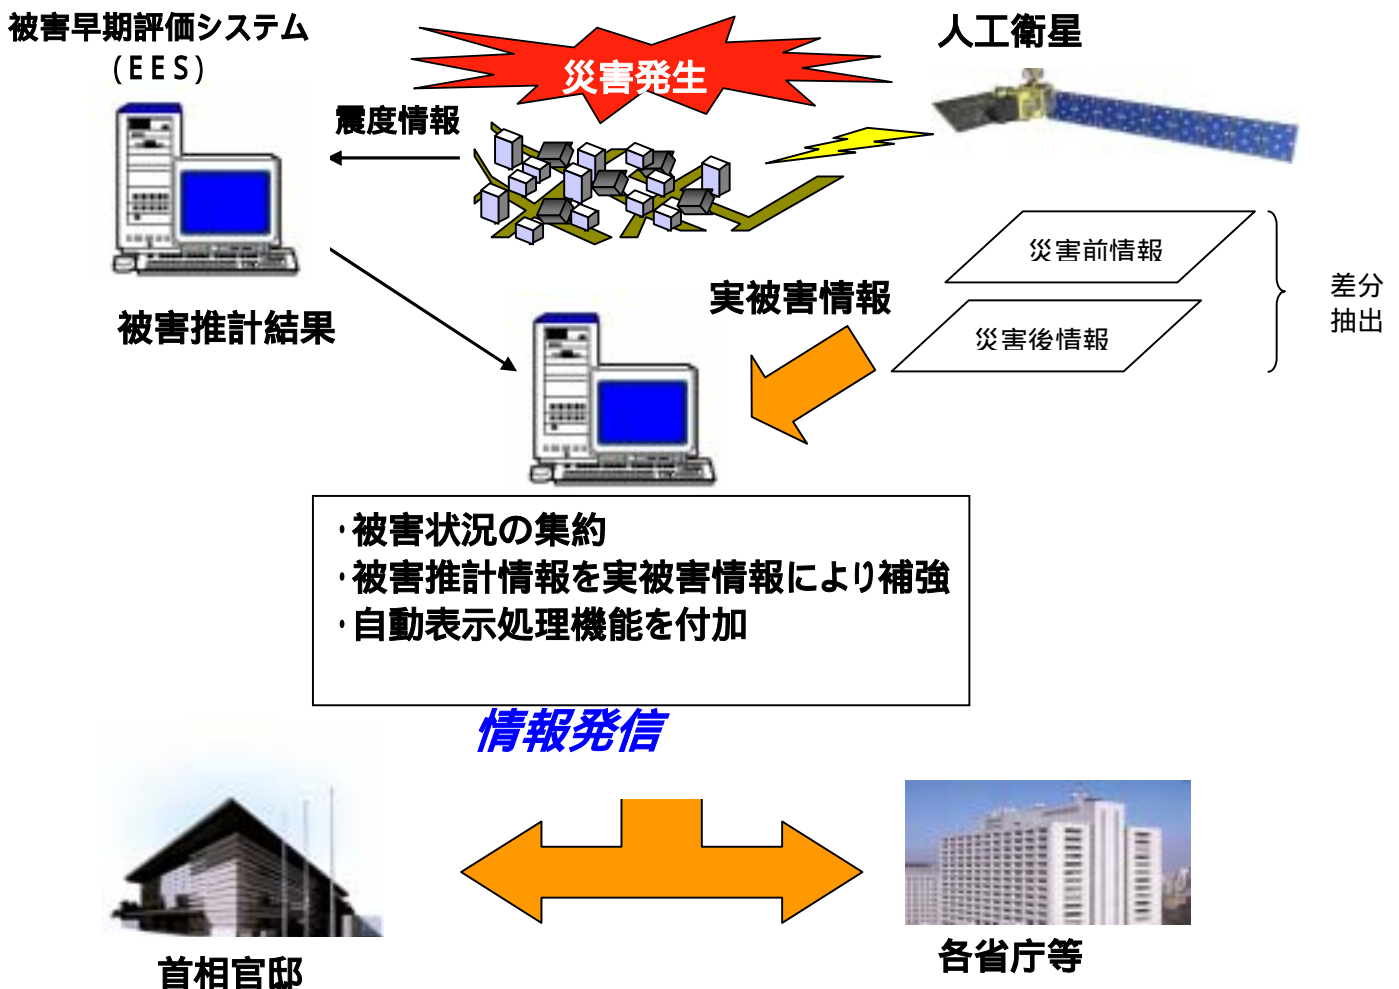 被害早期評価システム
(EES)
災害発生
人工衛星
震度情報
災害前情報
災害後情報
差分
抽出
実被害情報
被害推計結果
・被害状況の集約
・被害推計情報を実被害情報により補強
・自動表示処理機能を付加
情報発信
首相官邸
各省庁等